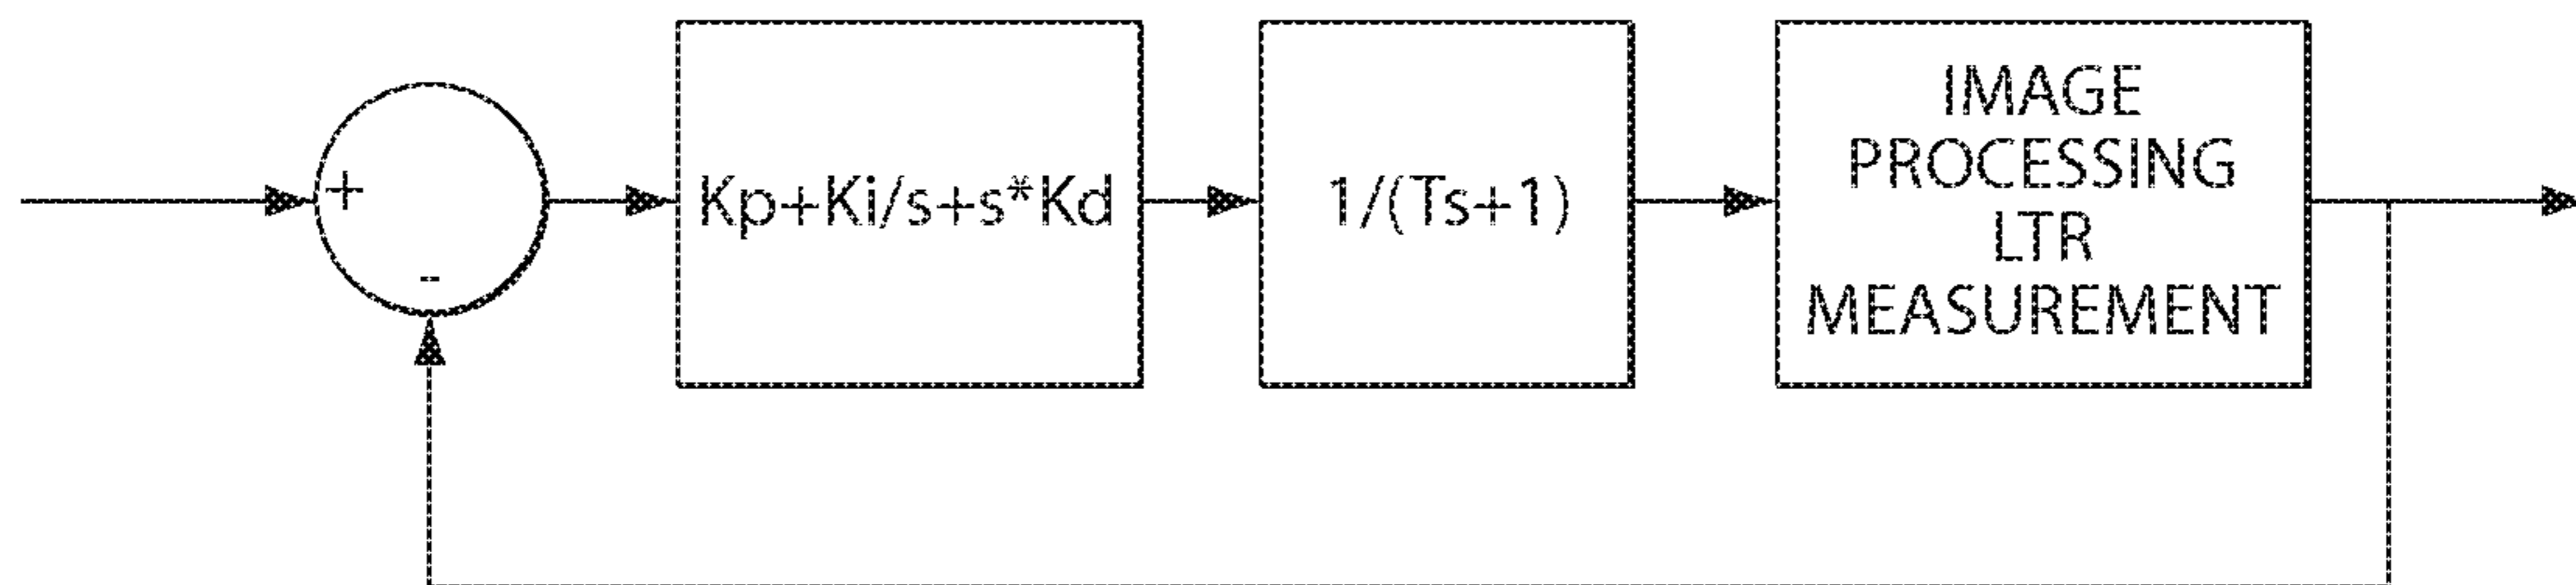 +
-
Kp+Ki/s+s*Kd
1/(Ts+1)
IMAGE
PROCESSING
LTR
MEASUREMENT